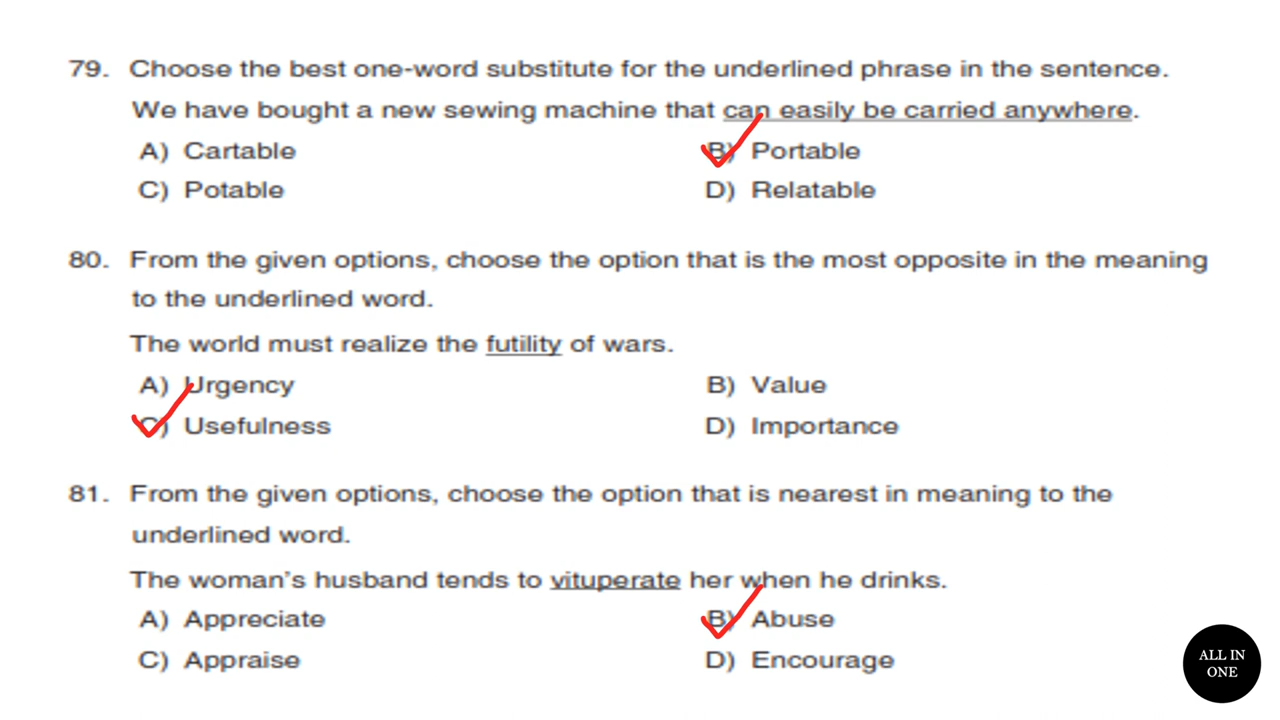 79. Choose the best one-word substitute for the underlined phrase in the sentence.
We have bought a new sewing machine that can easily be carried anywhere.
A) Cartable B) Portable
C) Potable D) Relatable
80. From the given options, choose the option that is the most opposite in the meaning
to the underlined word.
The world must realize the futility of wars.
A) Urgency B) Value
C) Usefulness D) Importance
81. From the given options, choose the option that is nearest in meaning to the
underlined word.
The woman's husband tends to vituperate her when he drinks.
A) Appreciate B) Abuse
C) Appraise D) Encourage
ALL IN
ONE